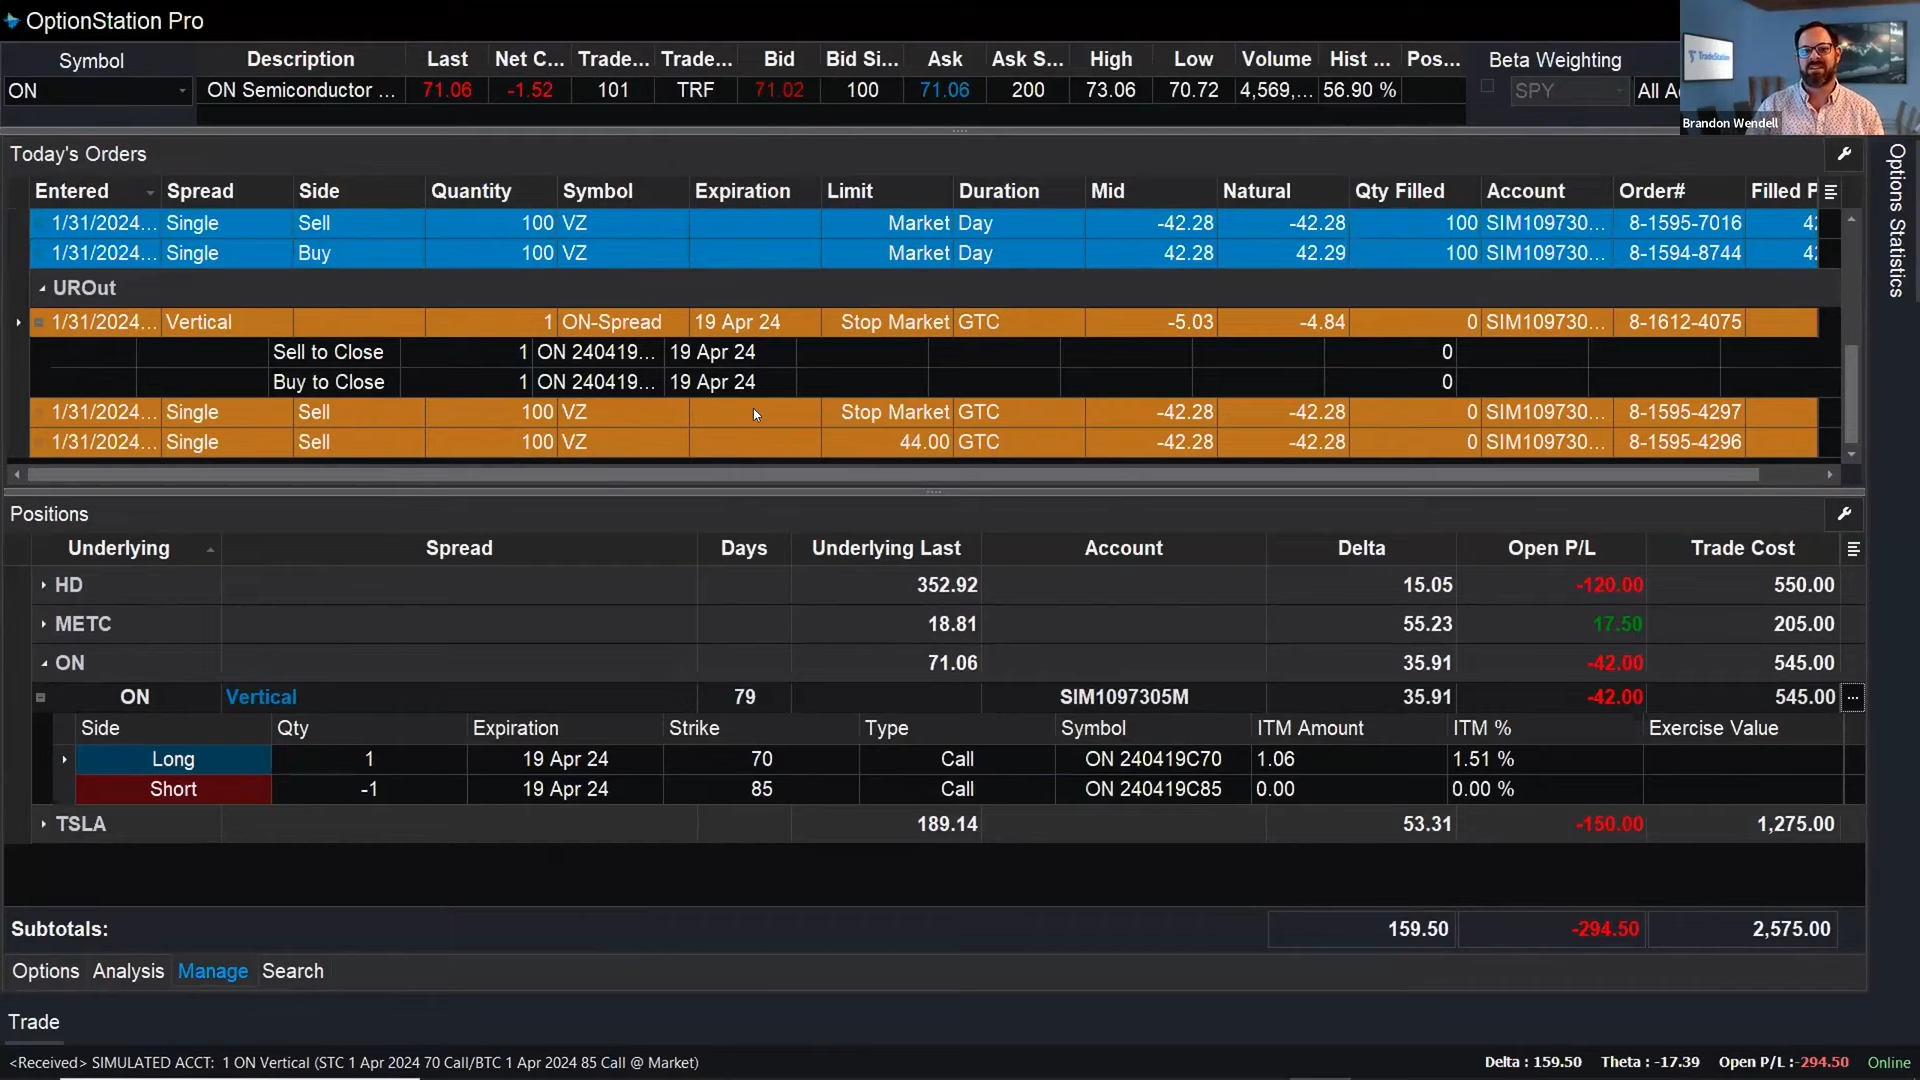 OptionStation Pro
Symbol Description Last Net C... Trade... Trade... Bid Bid Si... Ask Ask S... High Low Volume Hist ... Pos... Beta Weighting
ON ON Semiconductor ... 71.06 -1.52 101 TRF 71.02 100 71.06 200 73.06 70.72 4,569,... 56.90 % SPY All A
TradeStation
Brandon Wendell
Today's Orders
Entered Spread Side Quantity Symbol Expiration Limit Duration Mid Natural Qty Filled Account Order# Filled P
1/31/2024... Single Sell 100 VZ Market Day -42.28 -42.28 100 SIM109730... 8-1595-7016 42
1/31/2024... Single Buy 100 VZ Market Day 42.28 42.29 100 SIM109730... 8-1594-8744 42
UROut
1/31/2024... Vertical 1 ON-Spread 19 Apr 24 Stop Market GTC -5.03 -4.84 0 SIM109730... 8-1612-4075
Sell to Close 1 ON 240419... 19 Apr 24 0
Buy to Close 1 ON 240419... 19 Apr 24 0
1/31/2024... Single Sell 100 VZ Stop Market GTC -42.28 -42.28 0 SIM109730... 8-1595-4297
1/31/2024... Single Sell 100 VZ 44.00 GTC -42.28 -42.28 0 SIM109730... 8-1595-4296
Options Statistics
Positions
Underlying Spread Days Underlying Last Account Delta Open P/L Trade Cost
HD 352.92 15.05 -120.00 550.00
METC 18.81 55.23 17.50 205.00
ON 71.06 35.91 -42.00 545.00
ON Vertical 79 SIM1097305M 35.91 -42.00 545.00 ...
Side Qty Expiration Strike Type Symbol ITM Amount ITM % Exercise Value
Long 1 19 Apr 24 70 Call ON 240419C70 1.06 1.51 %
Short -1 19 Apr 24 85 Call ON 240419C85 0.00 0.00 %
TSLA 189.14 53.31 -150.00 1,275.00
Subtotals: 159.50 -294.50 2,575.00
Options Analysis Manage Search
Trade
<Received> SIMULATED ACCT: 1 ON Vertical (STC 1 Apr 2024 70 Call/BTC 1 Apr 2024 85 Call @ Market) Delta : 159.50 Theta : -17.39 Open P/L :-294.50 Online